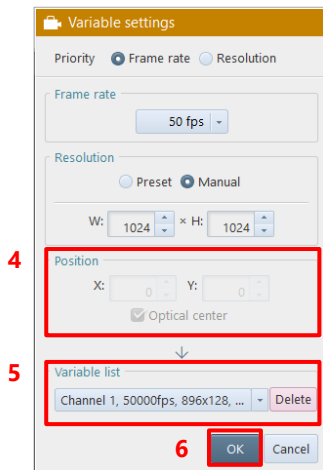 Variable settings
Priority Frame rate Resolution
Frame rate
50 fps
Resolution
Preset Manual
W: 1024 × H: 1024
4
Position
X: 0 Y: 0
Optical center
5
Variable list
Channel 1, 50000fps, 896x128, ... Delete
6
OK Cancel